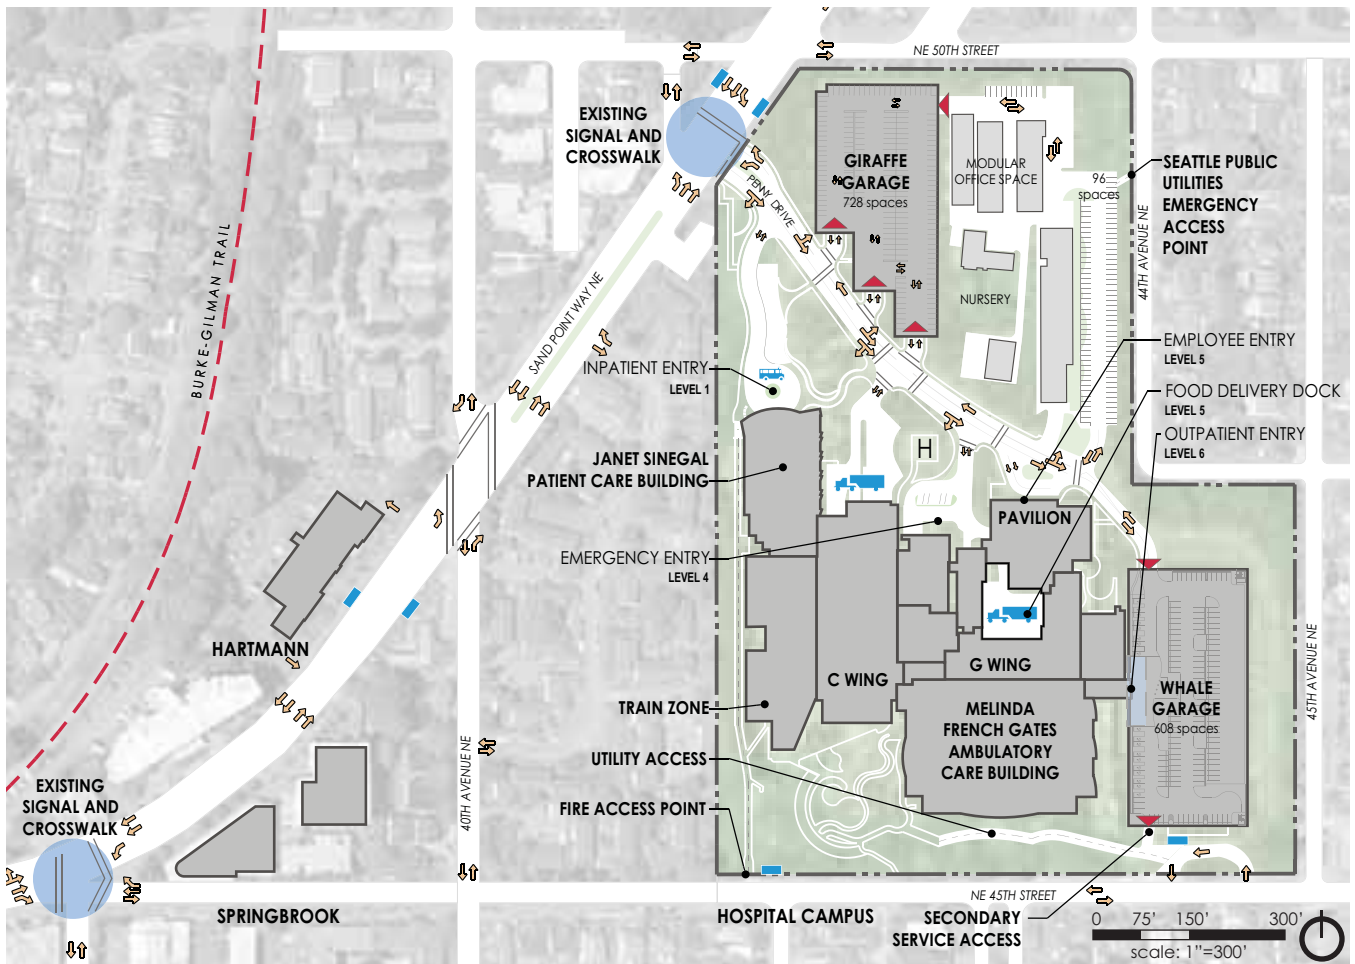 NE 50TH STREET
EXISTING
SIGNAL AND
CROSSWALK
GIRAFFE
GARAGE
728 spaces
MODULAR
OFFICE SPACE
96
spaces
SEATTLE PUBLIC
UTILITIES
EMERGENCY
ACCESS
POINT
PENNY DRIVE
44TH AVENUE NE
BURKE-GILMAN TRAIL
SAND POINT WAY NE
NURSERY
INPATIENT ENTRY
LEVEL 1
EMPLOYEE ENTRY
LEVEL 5
FOOD DELIVERY DOCK
LEVEL 5
OUTPATIENT ENTRY
LEVEL 6
H
JANET SINEGAL
PATIENT CARE BUILDING
PAVILION
EMERGENCY ENTRY
LEVEL 4
HARTMANN
C WING
G WING
TRAIN ZONE
MELINDA
FRENCH GATES
AMBULATORY
CARE BUILDING
WHALE
GARAGE
608 spaces
45TH AVENUE NE
40TH AVENUE NE
UTILITY ACCESS
FIRE ACCESS POINT
EXISTING
SIGNAL AND
CROSSWALK
SPRINGBROOK
HOSPITAL CAMPUS
NE 45TH STREET
SECONDARY
SERVICE ACCESS
0 75' 150' 300'
scale: 1"=300'